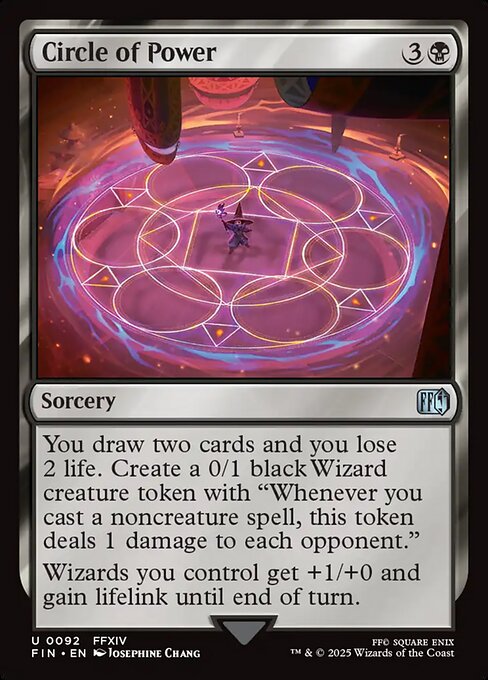 Circle of Power 3
Sorcery FFC
You draw two cards and you lose
2 life. Create a 0/1 black Wizard
creature token with “Whenever you
cast a noncreature spell, this token
deals 1 damage to each opponent.”
Wizards you control get +1/+0 and
gain lifelink until end of turn.
U 0092 FFXIV
FIN • EN Josephine Chang
FF© SQUARE ENIX
™ & © 2025 Wizards of the Coast